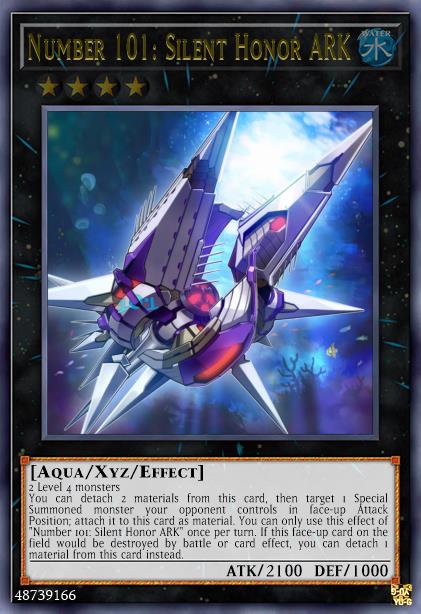 Number 101: Silent Honor ARK
WATER
水
[Aqua/Xyz/Effect]
2 Level 4 monsters
You can detach 2 materials from this card, then target 1 Special
Summoned monster your opponent controls in face-up Attack
Position; attach it to this card as material. You can only use this effect of
"Number 101: Silent Honor ARK" once per turn. If this face-up card on the
field would be destroyed by battle or card effect, you can detach 1
material from this card instead.
ATK/2100 DEF/1000
48739166